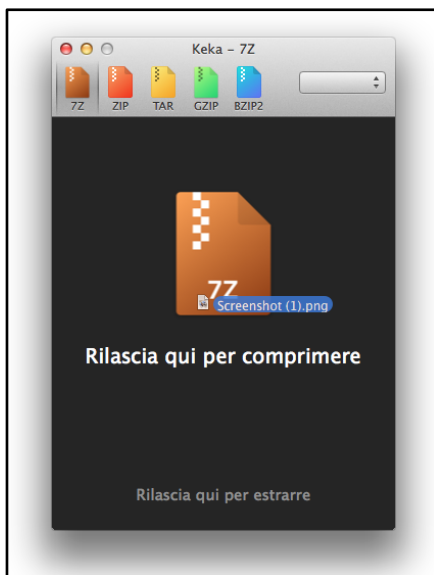 Keka – 7Z
7Z ZIP TAR GZIP BZIP2
7Z
Screenshot (1).png
Rilascia qui per comprimere
Rilascia qui per estrarre